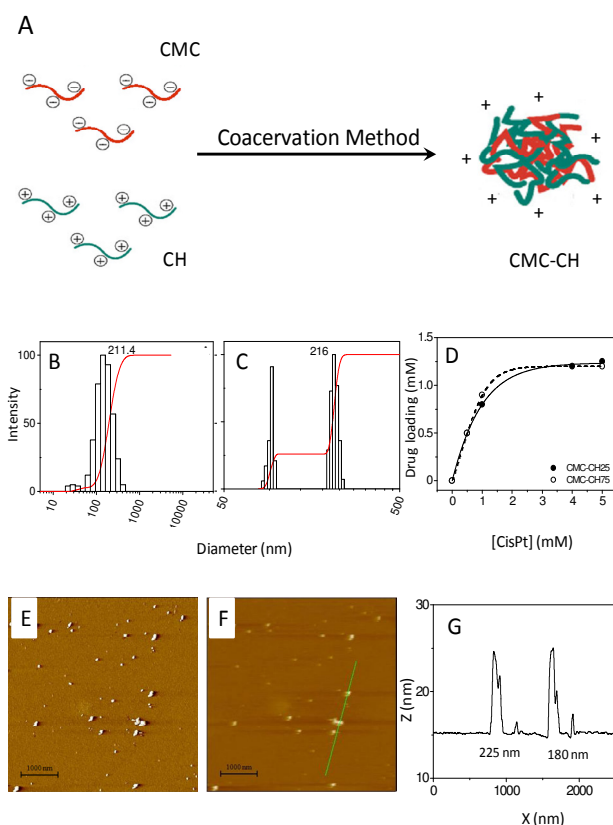 A
CMC
Coacervation Method
CH
CMC-CH
B
211.4
C
216
D
Intensity
100
50
0
10
100
1000
10000
50
500
Diameter (nm)
Drug loading (mM)
1.5
1.0
0.5
0.0
CMC-CH25
CMC-CH75
0 1 2 3 4 5
[CisPt] (mM)
E
1000 nm
F
1000 nm
G
Z (nm)
30
25
20
15
10
225 nm
180 nm
0 1000 2000
X (nm)